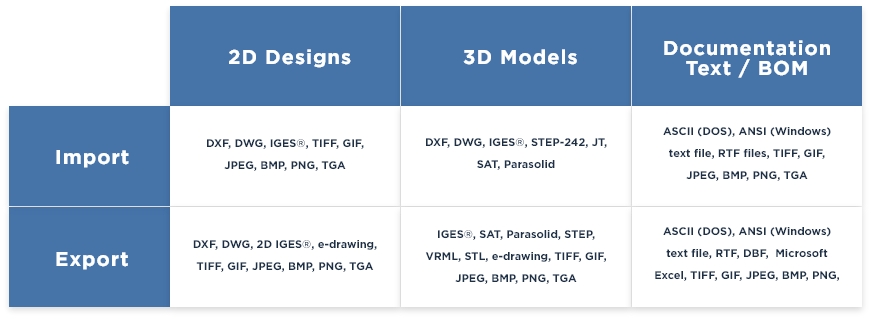 2D Designs
3D Models
Documentation
Text / BOM
Import
DXF, DWG, IGES®, TIFF, GIF,
JPEG, BMP, PNG, TGA
DXF, DWG, IGES®, STEP-242, JT,
SAT, Parasolid
ASCII (DOS), ANSI (Windows)
text file, RTF files, TIFF, GIF,
JPEG, BMP, PNG, TGA
Export
DXF, DWG, 2D IGES®, e-drawing,
TIFF, GIF, JPEG, BMP, PNG, TGA
IGES®, SAT, Parasolid, STEP,
VRML, STL, e-drawing, TIFF, GIF,
JPEG, BMP, PNG, TGA
ASCII (DOS), ANSI (Windows)
text file, RTF, DBF, Microsoft
Excel, TIFF, GIF, JPEG, BMP, PNG,